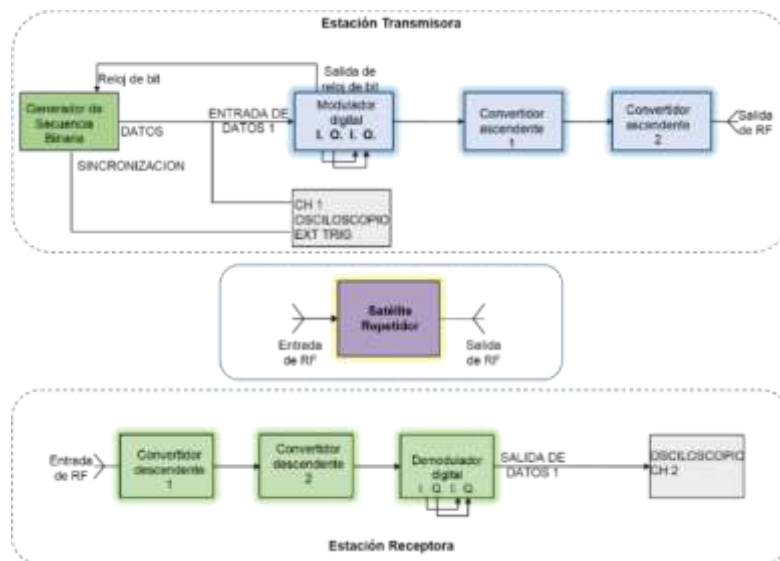 Estación Transmisora
Reloj de bit
Salida de
reloj de bit
Generador de
Secuencia
Binaria
DATOS
ENTRADA DE
DATOS 1
Modulador
digital
I. Q. I. Q.
Convertidor
ascendente
1
Convertidor
ascendente
2
Salida
de RF
SINCRONIZACION
CH 1
OSCILOSCOPIO
EXT TRIG
Satélite
Repetidor
Entrada
de RF
Salida
de RF
Entrada
de RF
Convertidor
descendente
1
Convertidor
descendente
2
Demodulador
digital
I Q I Q
SALIDA DE
DATOS 1
OSCILOSCOPIO
CH 2
Estación Receptora